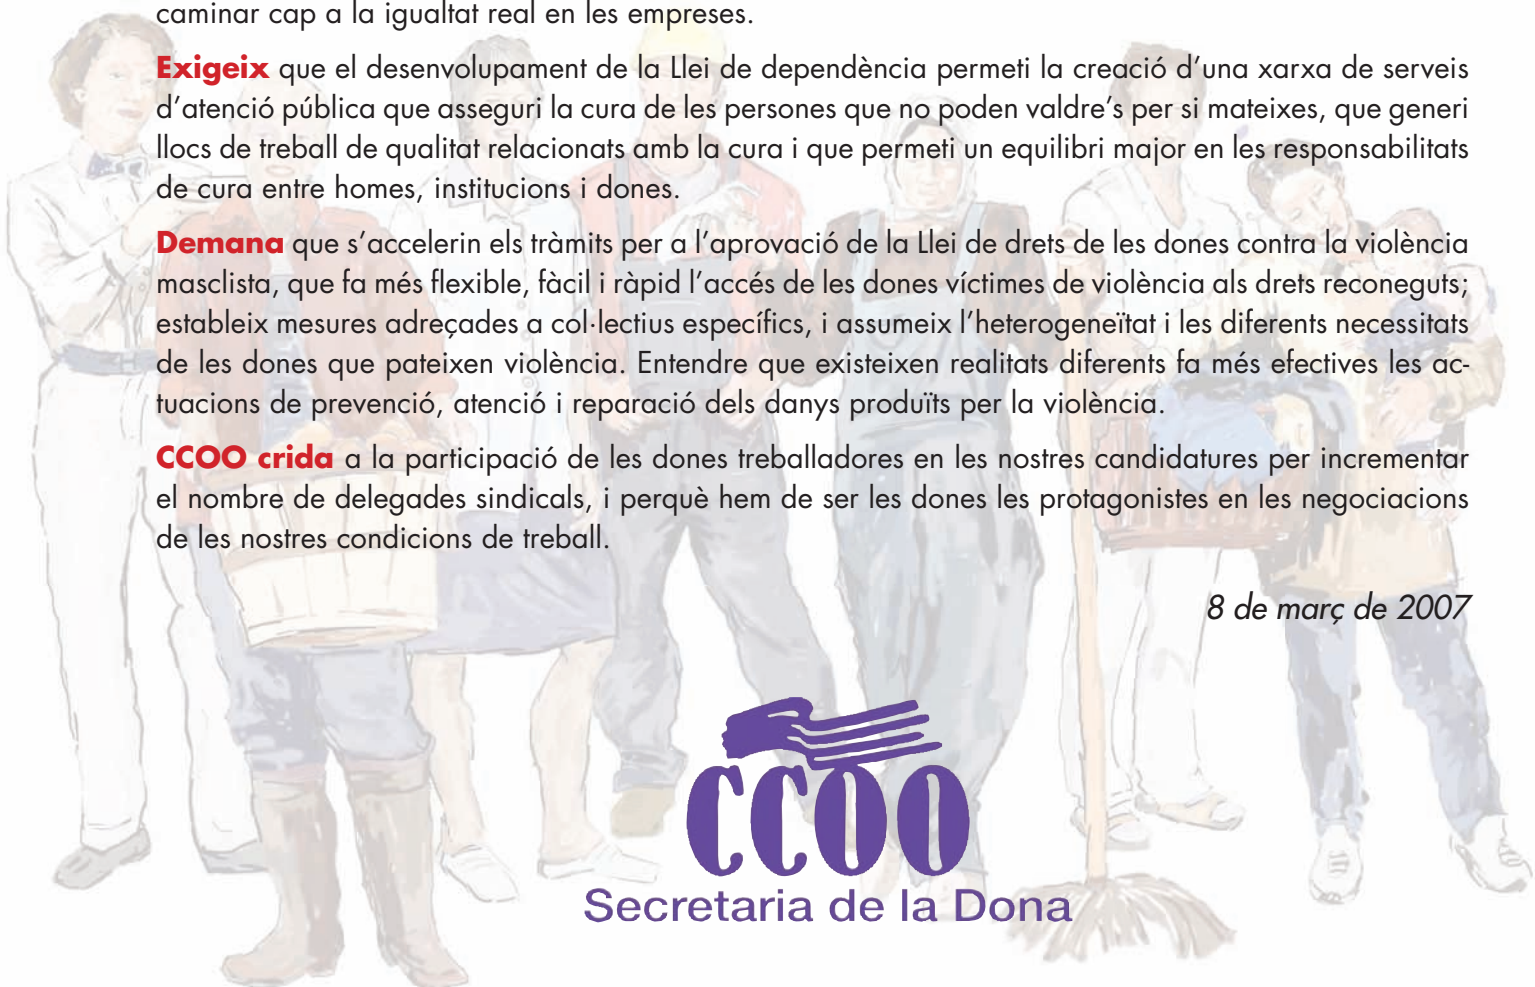 caminar cap a la igualtat real en les empreses.
Exigeix que el desenvolupament de la Llei de dependència permeti la creació d’una xarxa de serveis
d’atenció pública que asseguri la cura de les persones que no poden valdre’s per si mateixes, que generi
llocs de treball de qualitat relacionats amb la cura i que permeti un equilibri major en les responsabilitats
de cura entre homes, institucions i dones.
Demana que s’accelerin els tràmits per a l’aprovació de la Llei de drets de les dones contra la violència
masclista, que fa més flexible, fàcil i ràpid l’accés de les dones víctimes de violència als drets reconeguts;
estableix mesures adreçades a col·lectius específics, i assumeix l’heterogeneïtat i les diferents necessitats
de les dones que pateixen violència. Entendre que existeixen realitats diferents fa més efectives les ac-
tuacions de prevenció, atenció i reparació dels danys produïts per la violència.
CCOO crida a la participació de les dones treballadores en les nostres candidatures per incrementar
el nombre de delegades sindicals, i perquè hem de ser les dones les protagonistes en les negociacions
de les nostres condicions de treball.
8 de març de 2007
CCOO
Secretaria de la Dona